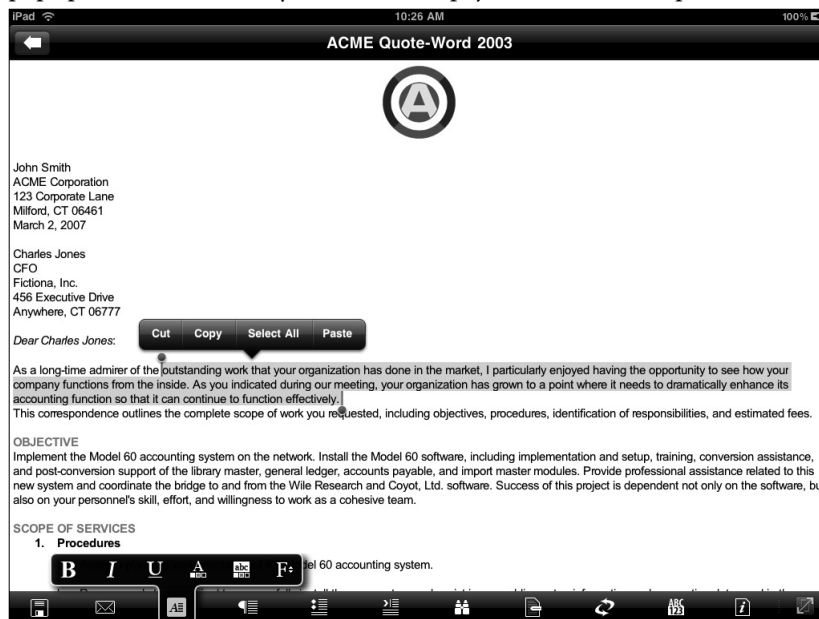 iPad 10:26 AM 100%
ACME Quote-Word 2003
A
John Smith
ACME Corporation
123 Corporate Lane
Milford, CT 06461
March 2, 2007
Charles Jones
CFO
Fictiona, Inc.
456 Executive Drive
Anywhere, CT 06777
Cut Copy Select All Paste
Dear Charles Jones:
As a long-time admirer of the outstanding work that your organization has done in the market, I particularly enjoyed having the opportunity to see how your
company functions from the inside. As you indicated during our meeting, your organization has grown to a point where it needs to dramatically enhance its
accounting function so that it can continue to function effectively.
This correspondence outlines the complete scope of work you requested, including objectives, procedures, identification of responsibilities, and estimated fees.
OBJECTIVE
Implement the Model 60 accounting system on the network. Install the Model 60 software, including implementation and setup, training, conversion assistance,
and post-conversion support of the library master, general ledger, accounts payable, and import master modules. Provide professional assistance related to this
new system and coordinate the bridge to and from the Wile Research and Coyot, Ltd. software. Success of this project is dependent not only on the software, bu
also on your personnel's skill, effort, and willingness to work as a cohesive team.
SCOPE OF SERVICES
1. Procedures
del 60 accounting system.
B I U A abc F
A ABC 123 i